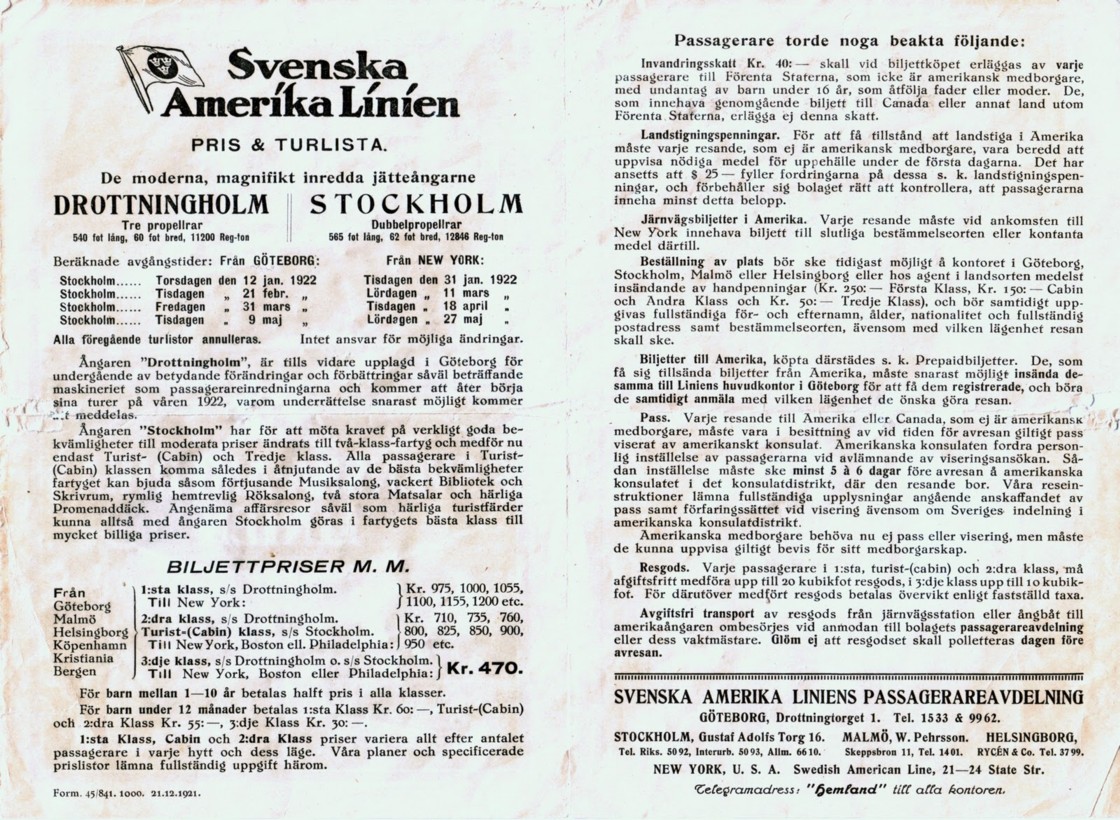 Svenska
Amerika Linien
PRIS & TURLISTA.
De moderna, magnifikt inredda jätteångarne
DROTTNINGHOLM
Tre propellrar
540 fot lång, 60 fot bred, 11200 Reg-ton
STOCKHOLM
Dubbelpropellrar
565 fot lång, 62 fot bred, 12846 Reg-ton
Beräknade avgångstider: Från GÖTEBORG: Från NEW YORK:
Stockholm...... Torsdagen den 12 jan. 1922 Tisdagen den 31 jan. 1922
Stockholm...... Tisdagen „ 21 febr. „ Lördagen „ 11 mars „
Stockholm...... Fredagen „ 31 mars „ Tisdagen „ 18 april „
Stockholm...... Tisdagen „ 9 maj „ Lördagen „ 27 maj „
Alla föregående turlistor annulleras. Intet ansvar för möjliga ändringar.
Ångaren "Drottningholm", är tills vidare upplagd i Göteborg för
undergående av betydande förändringar och förbättringar såväl beträffande
maskineriet som passagerareinredningarna och kommer att åter börja
sina turer på våren 1922, varom underrättelse snarast möjligt kommer
meddelas.
Ångaren "Stockholm" har för att möta kravet på verkligt goda be-
kvämligheter till moderata priser ändrats till två-klass-fartyg och medför nu
endast Turist- (Cabin) och Tredje klass. Alla passagerare i Turist-
(Cabin) klassen komma således i åtnjutande av de bästa bekvämligheter
fartyget kan bjuda såsom förtjusande Musiksalong, vackert Bibliotek och
Skrivrum, rymlig hemtrevlig Röksalong, två stora Matsalar och härliga
Promenaddäck. Angenäma affärsresor såväl som härliga turistfärder
kunna alltså med ångaren Stockholm göras i fartygets bästa klass till
mycket billiga priser.
BILJETTPRISER M. M.
Från
Göteborg
Malmö
Helsingborg
Köpenhamn
Kristiania
Bergen
1:sta klass, s/s Drottningholm. Kr. 975, 1000, 1055,
Till New York: 1100, 1155, 1200 etc.
2:dra klass, s/s Drottningholm. Kr. 710, 735, 760,
Turist-(Cabin) klass, s/s Stockholm. 800, 825, 850, 900,
Till New York, Boston ell. Philadelphia: 950 etc.
3:dje klass, s/s Drottningholm o. s/s Stockholm.
Till New York, Boston eller Philadelphia: Kr. 470.
För barn mellan 1—10 år betalas halft pris i alla klasser.
För barn under 12 månader betalas 1:sta Klass Kr. 60: —, Turist-(Cabin)
och 2:dra Klass Kr. 55: —, 3:dje Klass Kr. 30: —.
1:sta Klass, Cabin och 2:dra Klass priser variera allt efter antalet
passagerare i varje hytt och dess läge. Våra planer och specificerade
prislistor lämna fullständig uppgift härom.
Form. 45/841. 1000. 21.12.1921.
Passagerare torde noga beakta följande:
Invandringsskatt Kr. 40: — skall vid biljettköpet erläggas av varje
passagerare till Förenta Staterna, som icke är amerikansk medborgare,
med undantag av barn under 16 år, som åtfölja fader eller moder. De,
som innehava genomgående biljett till Canada eller annat land utom
Förenta Staterna, erlägga ej denna skatt.
Landstigningspenningar. För att få tillstånd att landstiga i Amerika
måste varje resande, som ej är amerikansk medborgare, vara beredd att
uppvisa nödiga medel för uppehälle under de första dagarna. Det har
ansetts att $ 25 — fyller fordringarna på dessa s. k. landstigningspen-
ningar, och förbehåller sig bolaget rätt att kontrollera, att passagerarna
inneha minst detta belopp.
Järnvägsbiljetter i Amerika. Varje resande måste vid ankomsten till
New York innehava biljett till slutliga bestämmelseorten eller kontanta
medel därtill.
Beställning av plats bör ske tidigast möjligt å kontoret i Göteborg,
Stockholm, Malmö eller Helsingborg eller hos agent i landsorten medelst
insändande av handpenningar (Kr. 250: — Första Klass, Kr. 150: — Cabin
och Andra Klass och Kr. 50: — Tredje Klass), och bör samtidigt upp-
givas fullständiga för- och efternamn, ålder, nationalitet och fullständig
postadress samt bestämmelseorten, ävensom med vilken lägenhet resan
skall ske.
Biljetter till Amerika, köpta därstädes s. k. Prepaidbiljetter. De, som
få sig tillsända biljetter från Amerika, måste snarast möjligt insända de-
samma till Liniens huvudkontor i Göteborg för att få dem registrerade, och böra
de samtidigt anmäla med vilken lägenhet de önska göra resan.
Pass. Varje resande till Amerika eller Canada, som ej är amerikansk
medborgare, måste vara i besittning av vid tiden för avresan giltigt pass
viserat av amerikanskt konsulat. Amerikanska konsulaten fordra person-
lig inställelse av passagerarna vid avlämnande av viseringsansökan. Så-
dan inställelse måste ske minst 5 à 6 dagar före avresan å amerikanska
konsulatet i det konsulatdistrikt, där den resande bor. Våra resein-
struktioner lämna fullständiga upplysningar angående anskaffandet av
pass samt förfaringssättet vid visering ävensom om Sveriges indelning i
amerikanska konsulatdistrikt.
Amerikanska medborgare behöva nu ej pass eller visering, men måste
de kunna uppvisa giltigt bevis för sitt medborgarskap.
Resgods. Varje passagerare i 1:sta, turist-(cabin) och 2:dra klass, må
afgiftsfritt medföra upp till 20 kubikfot resgods, i 3:dje klass upp till 10 kubik-
fot. För därutöver medfört resgods betalas övervikt enligt fastställd taxa.
Avgiftsfri transport av resgods från järnvägsstation eller ångbåt till
amerikaångaren ombesörjes vid anmodan till bolagets passagerareavdelning
eller dess vaktmästare. Glöm ej att resgodset skall polletteras dagen före
avresan.
SVENSKA AMERIKA LINIENS PASSAGERAREAVDELNING
GÖTEBORG, Drottningtorget 1. Tel. 1533 & 9962.
STOCKHOLM, Gustaf Adolfs Torg 16. MALMÖ, W. Pehrsson. HELSINGBORG,
Tel. Riks. 5092, Interurb. 5093, Allm. 6610. Skeppsbron 11, Tel. 1401. RYCÉN & Co. Tel. 3799.
NEW YORK, U. S. A. Swedish American Line, 21—24 State Str.
Telegramadress: "Hemland" till alla kontoren.